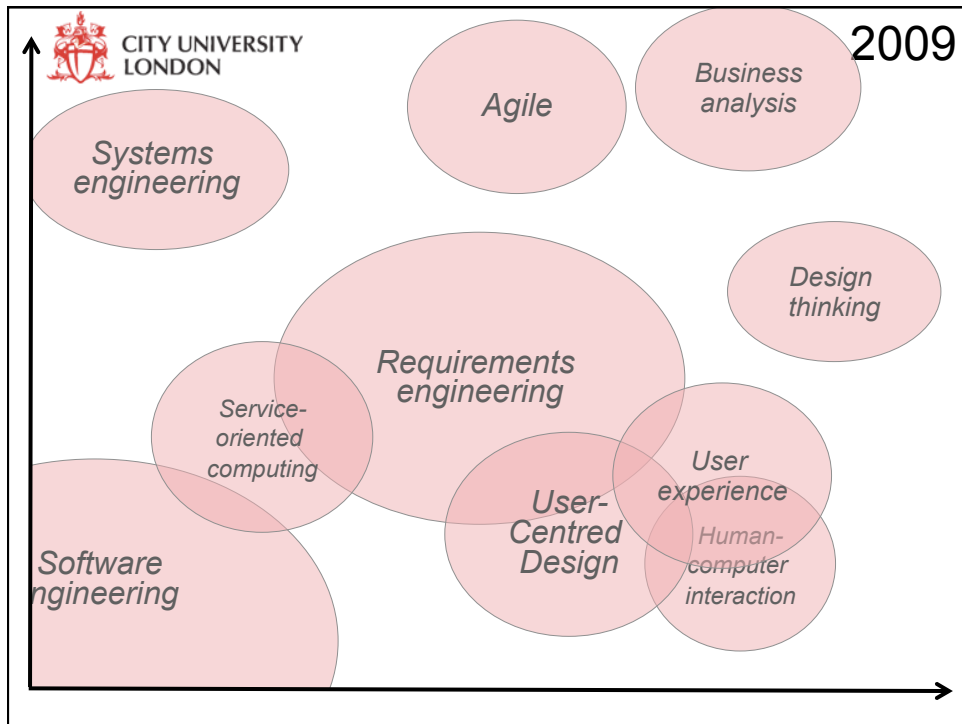 CITY UNIVERSITY
LONDON
2009
Business
analysis
Agile
Systems
engineering
Design
thinking
Requirements
engineering
Service-
oriented
computing
User
experience
User-
Centred
Design
Human-
computer
interaction
Software
ngineering